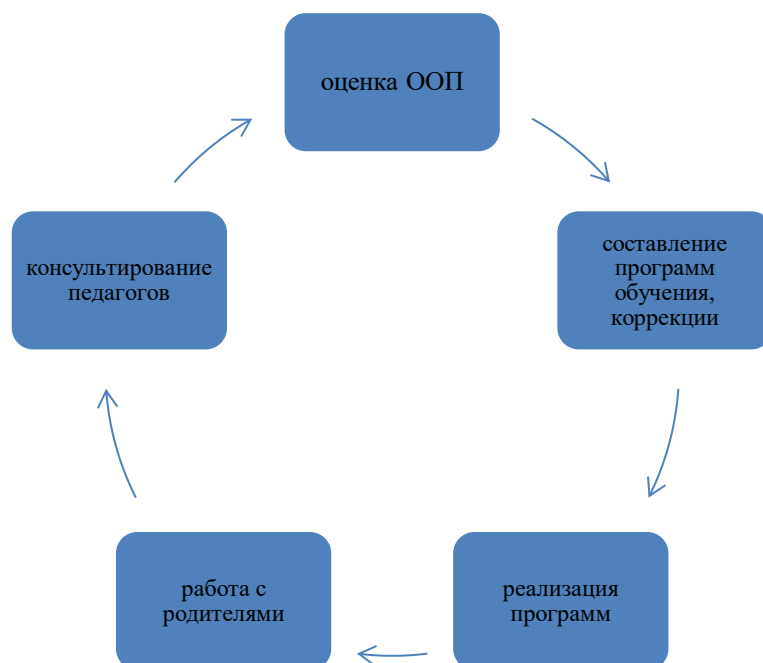 оценка ООП
составление
программ
обучения,
коррекции
реализация
программ
работа с
родителями
консультирование
педагогов